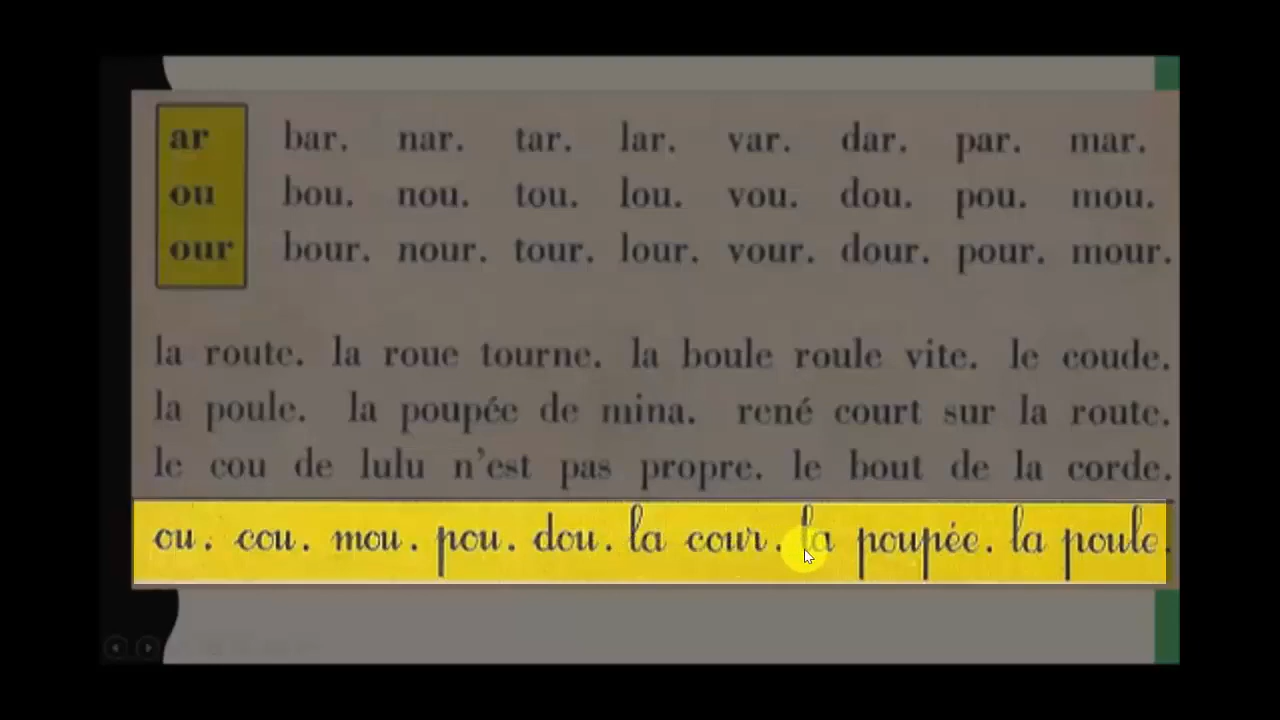 ar bar. nar. tar. lar. var. dar. par. mar.
ou bou. nou. tou. lou. vou. dou. pou. mou.
our bour. nour. tour. lour. vour. dour. pour. mour.
la route. la roue tourne. la boule roule vite. le coude.
la poule. la poupée de mina. rené court sur la route.
le cou de lulu n'est pas propre. le bout de la corde.
ou. cou. mou. pou. dou. la cour. la poupée. la poule.